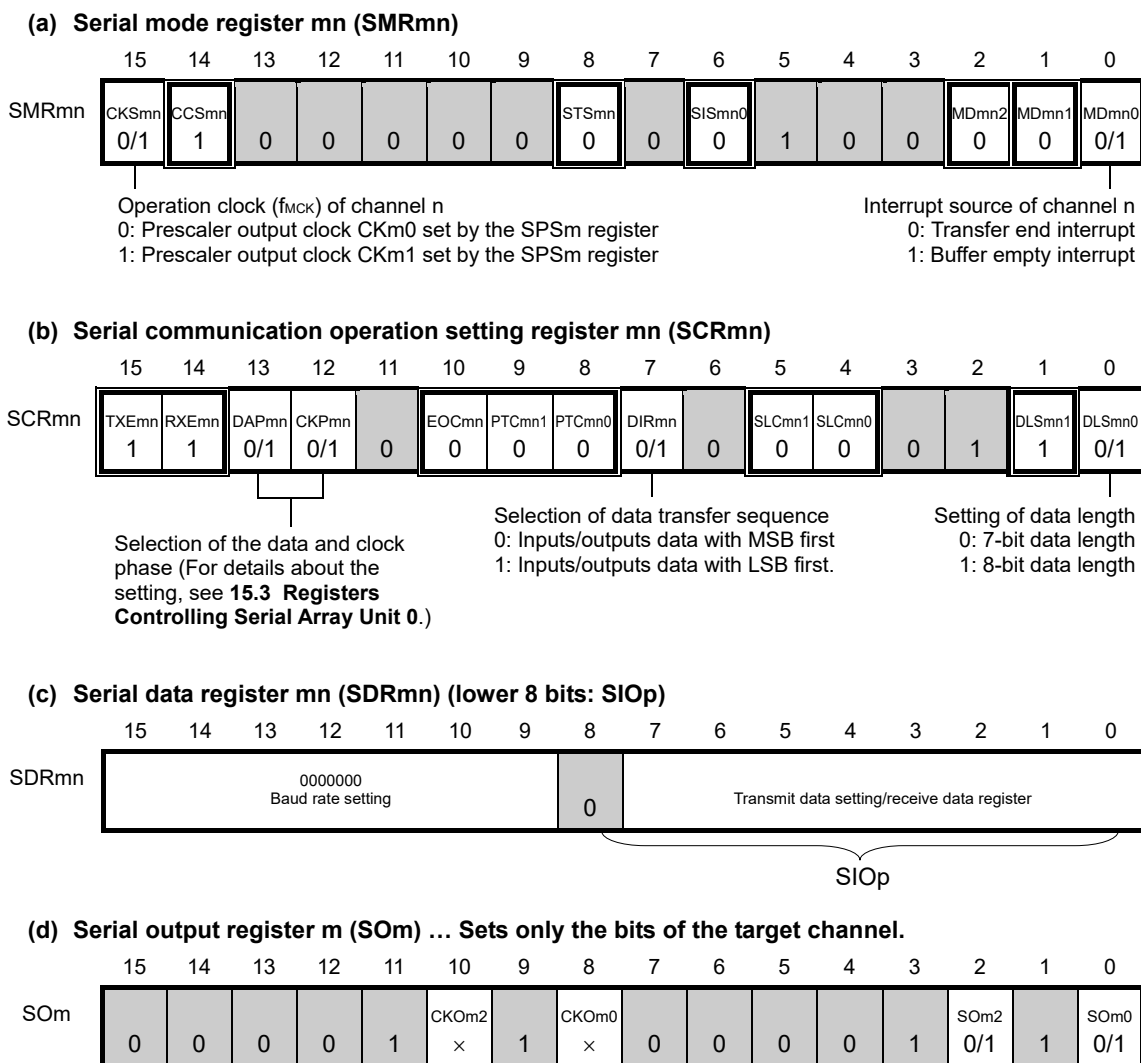 (a) Serial mode register mn (SMRmn)
15 14 13 12 11 10 9 8 7 6 5 4 3 2 1 0
SMRmn
CKSmn CCSmn STSmn SISmn0 MDmn2 MDmn1 MDmn0
0/1 1 0 0 0 0 0 0 0 0 1 0 0 0 0 0/1
Operation clock (fMCK) of channel n
0: Prescaler output clock CKm0 set by the SPSm register
1: Prescaler output clock CKm1 set by the SPSm register
Interrupt source of channel n
0: Transfer end interrupt
1: Buffer empty interrupt
(b) Serial communication operation setting register mn (SCRmn)
15 14 13 12 11 10 9 8 7 6 5 4 3 2 1 0
SCRmn
TXEmn RXEmn DAPmn CKPmn EOCmn PTCmn1 PTCmn0 DIRmn SLCmn1 SLCmn0 DLSmn1 DLSmn0
1 1 0/1 0/1 0 0 0 0 0/1 0 0 0 0 1 1 0/1
Selection of the data and clock
phase (For details about the
setting, see 15.3 Registers
Controlling Serial Array Unit 0.)
Selection of data transfer sequence
0: Inputs/outputs data with MSB first
1: Inputs/outputs data with LSB first.
Setting of data length
0: 7-bit data length
1: 8-bit data length
(c) Serial data register mn (SDRmn) (lower 8 bits: SIOp)
15 14 13 12 11 10 9 8 7 6 5 4 3 2 1 0
SDRmn
0000000
Baud rate setting
0
Transmit data setting/receive data register
SIOp
(d) Serial output register m (SOm) … Sets only the bits of the target channel.
15 14 13 12 11 10 9 8 7 6 5 4 3 2 1 0
SOm
CKOm2 CKOm0 SOm2 SOm0
0 0 0 0 1 × 1 × 0 0 0 0 1 0/1 1 0/1